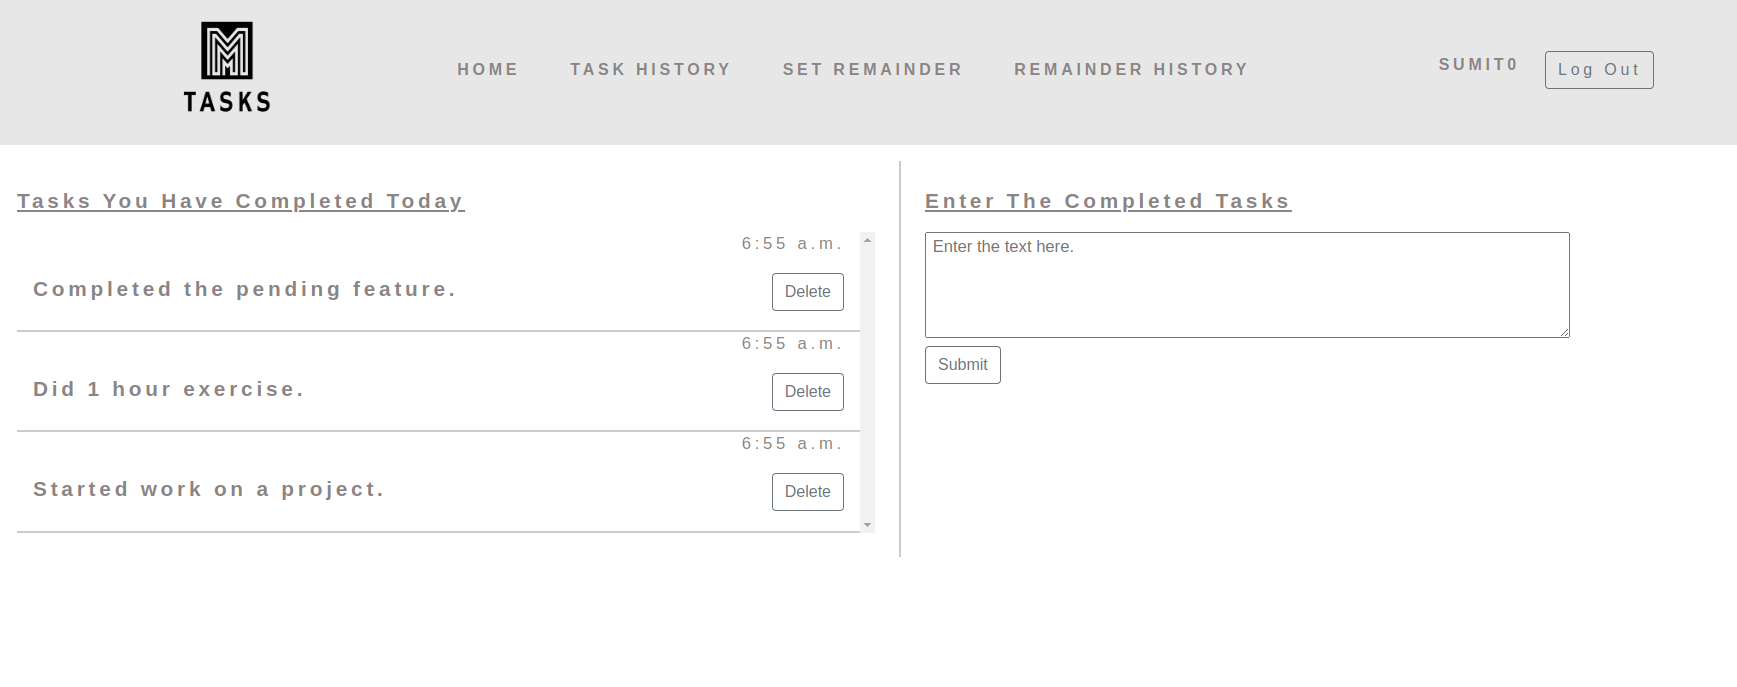 M
TASKS
HOME TASK HISTORY SET REMAINDER REMAINDER HISTORY SUMIT0 Log Out
Tasks You Have Completed Today
6:55 a.m.
Completed the pending feature. Delete
6:55 a.m.
Did 1 hour exercise. Delete
6:55 a.m.
Started work on a project. Delete
Enter The Completed Tasks
Enter the text here.
Submit